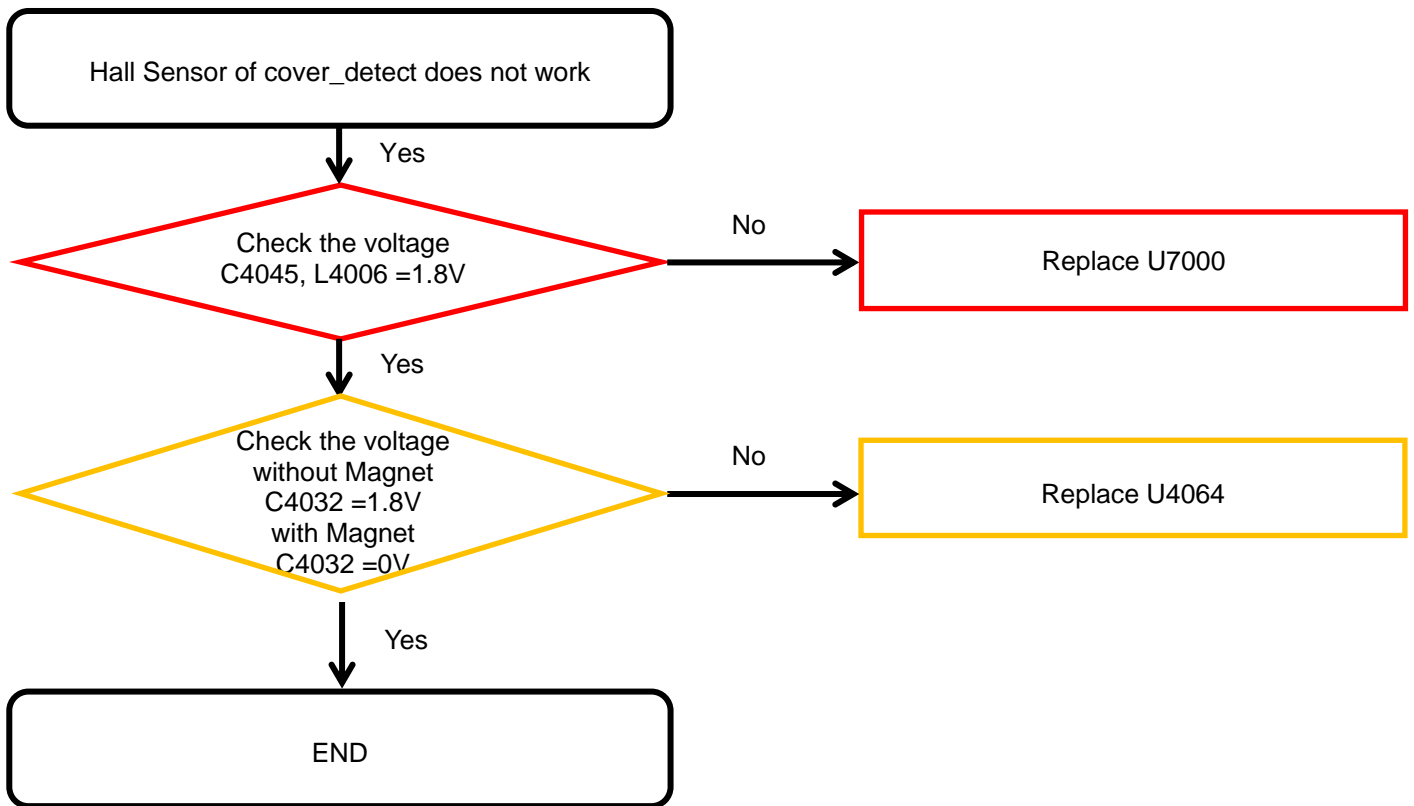 Hall Sensor of cover_detect does not work
Yes
Check the voltage
C4045, L4006 =1.8V
No
Replace U7000
Yes
Check the voltage
without Magnet
C4032 =1.8V
with Magnet
C4032 =0V
No
Replace U4064
Yes
END